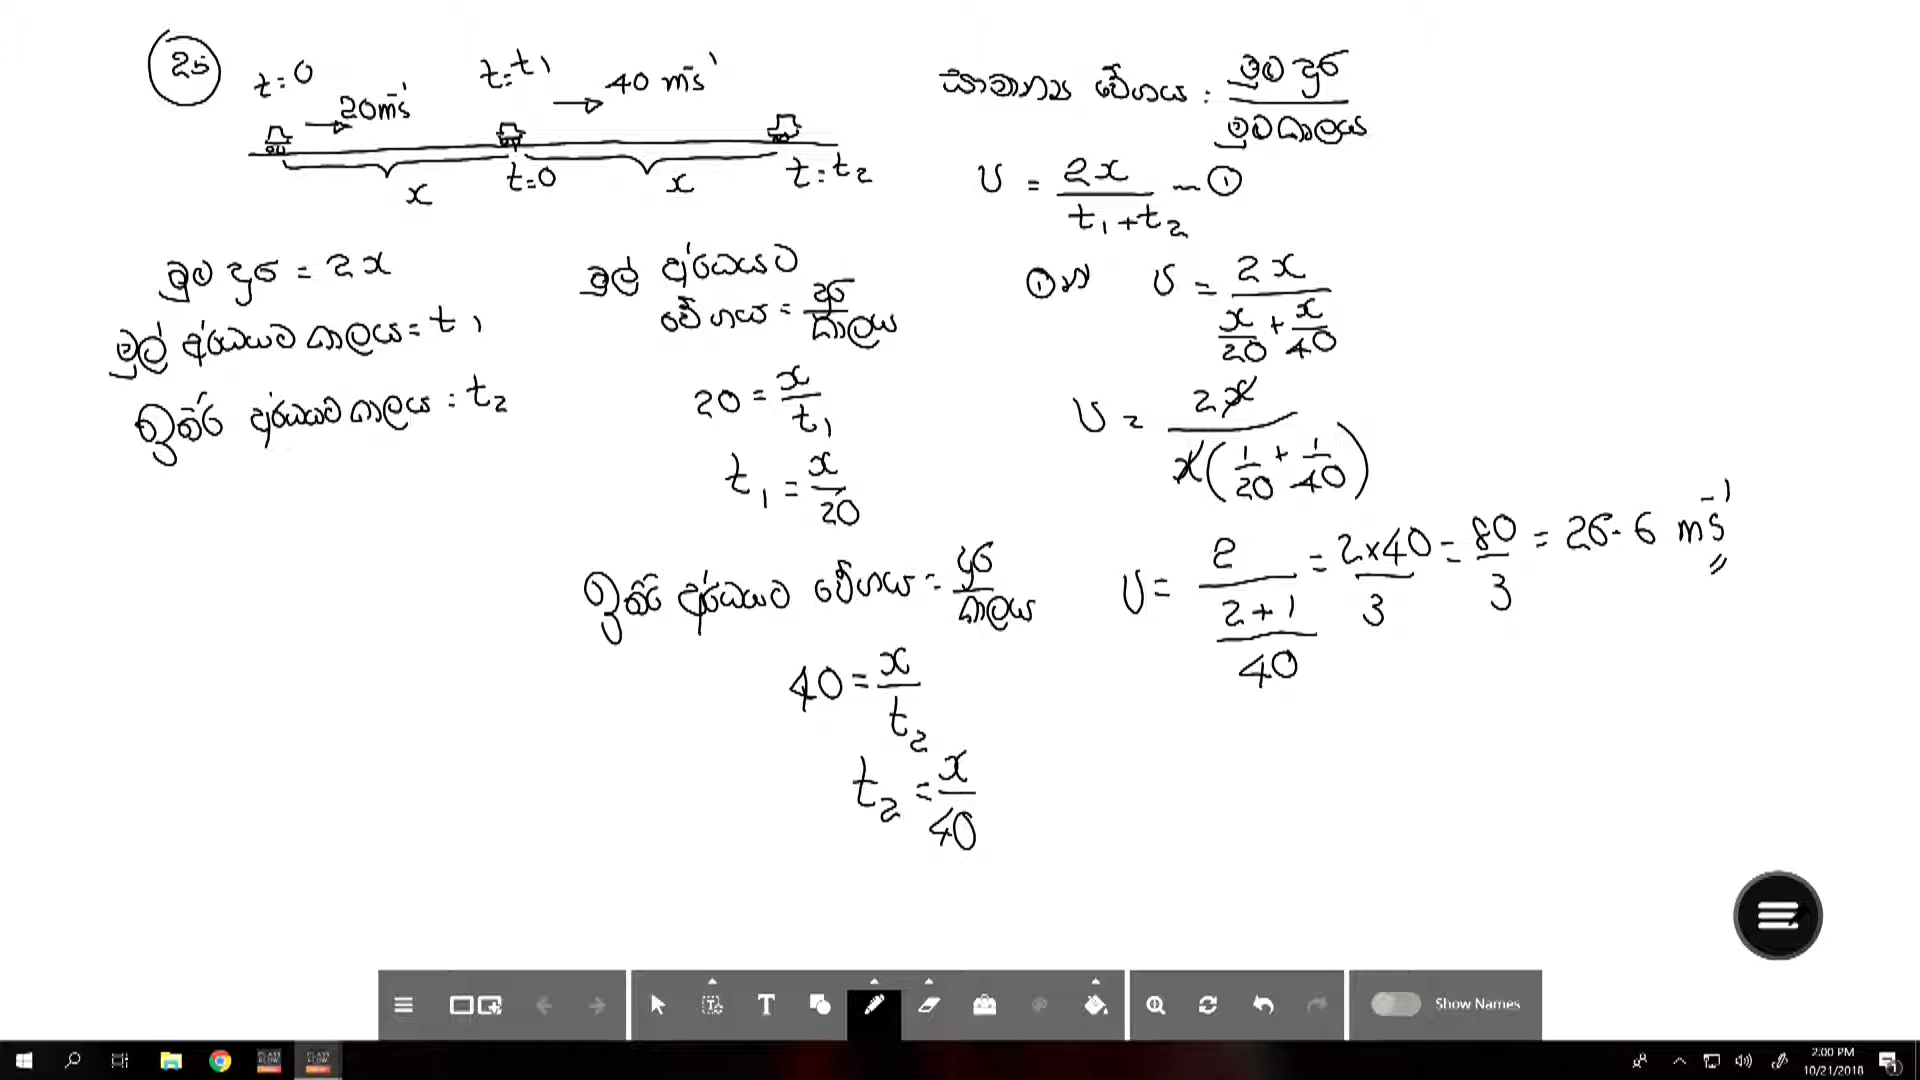 25
t=0
20ms⁻¹
t=t₁
40 ms⁻¹
x
t=0
x
t=t₂
මුළු දුර = 2x
මුල් අර්ධයට කාලය = t₁
ඉතිරි අර්ධයට කාලය = t₂
මුල් අර්ධයට
වේගය = දුර/කාලය
20 = x/t₁
t₁ = x/20
ඉතිරි අර්ධයට වේගය = දුර/කාලය
40 = x/t₂
t₂ = x/40
සාමාන්‍ය වේගය = මුළු දුර/මුළු කාලය
υ = 2x/(t₁+t₂) — ①
①න් υ = 2x/(x/20 + x/40)
υ = 2x/(x(1/20 + 1/40))
υ = 2/((2+1)/40) = 2×40/3 = 80/3 = 26.6 ms⁻¹
Show Names
2:00 PM
10/21/2018